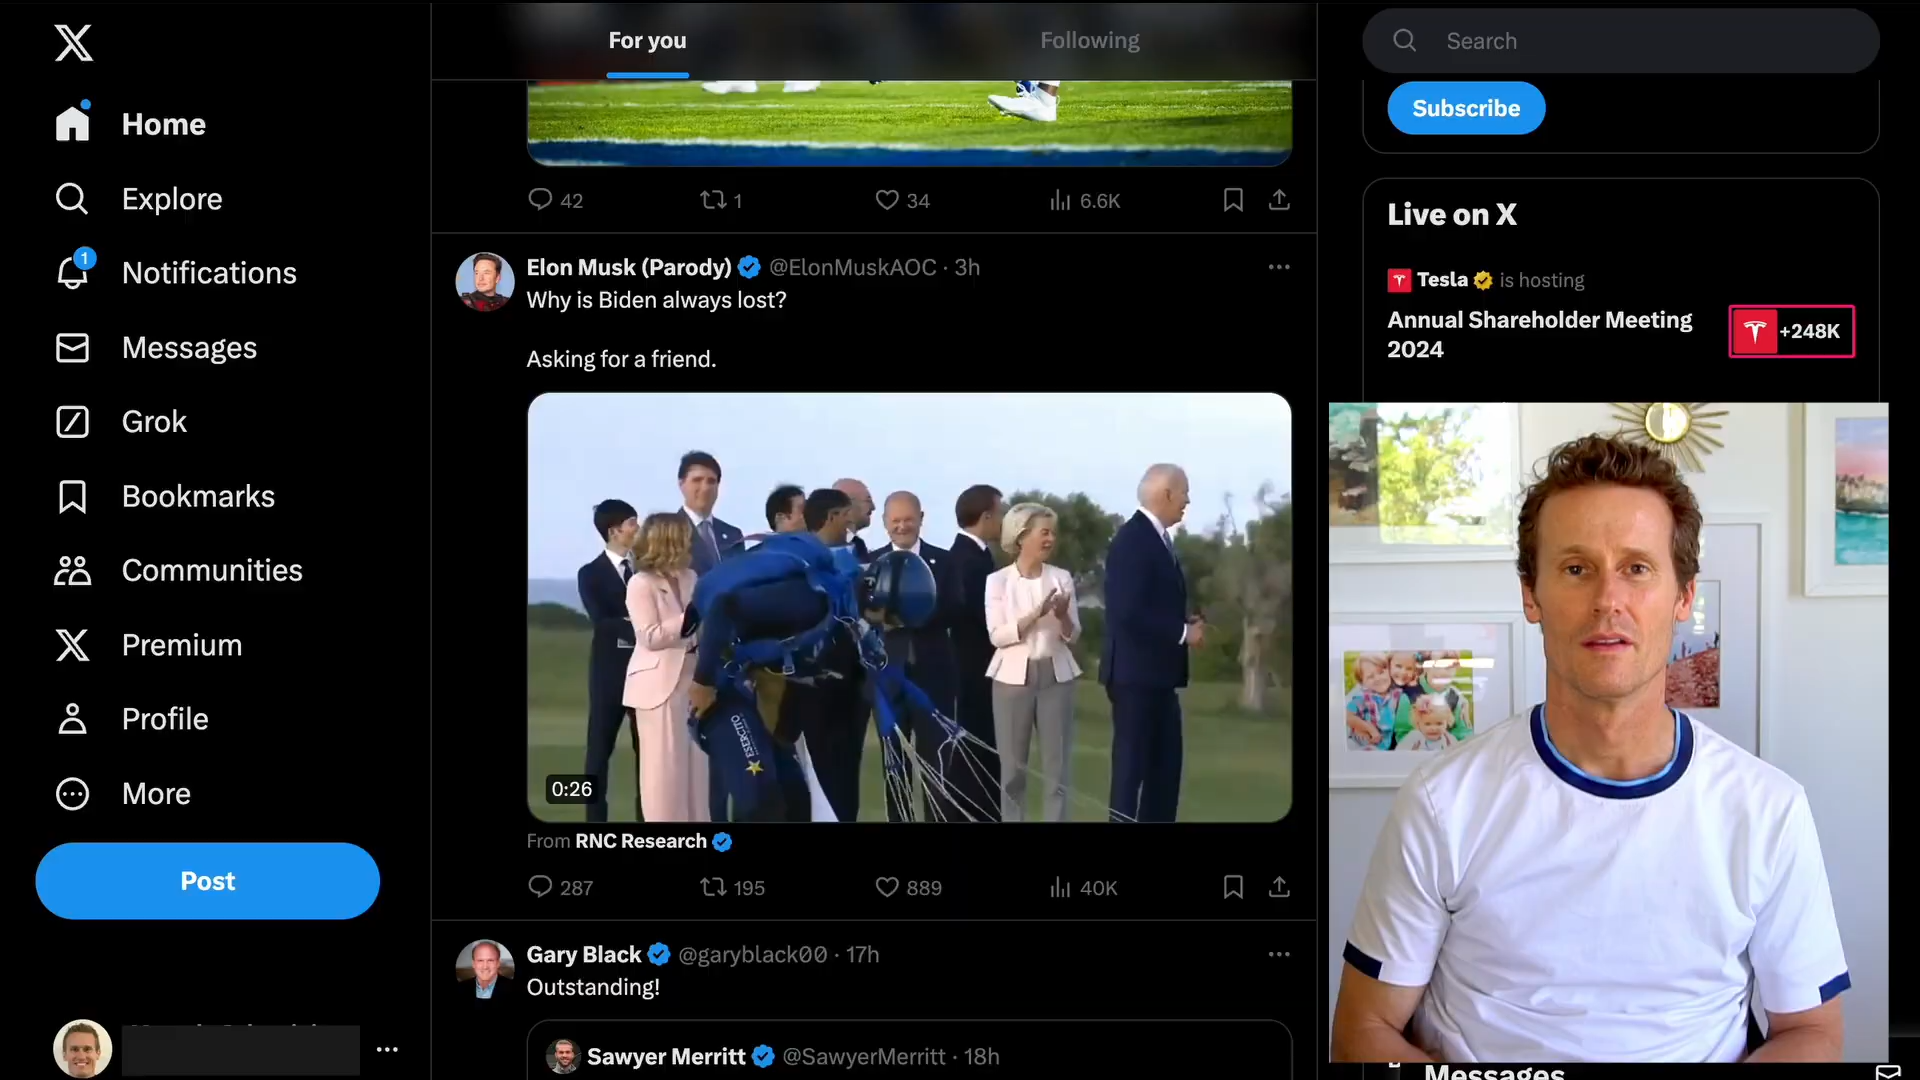 Home
Explore
1
Notifications
Messages
Grok
Bookmarks
Communities
Premium
Profile
More
Post
For you
Following
42
1
34
6.6K
Elon Musk (Parody) @ElonMuskAOC · 3h
Why is Biden always lost?
Asking for a friend.
ESERCITO
0:26
From RNC Research
287
195
889
40K
Gary Black @garyblack00 · 17h
Outstanding!
Sawyer Merritt @SawyerMerritt · 18h
Search
Subscribe
Live on X
Tesla is hosting
Annual Shareholder Meeting
2024
+248K
Messages